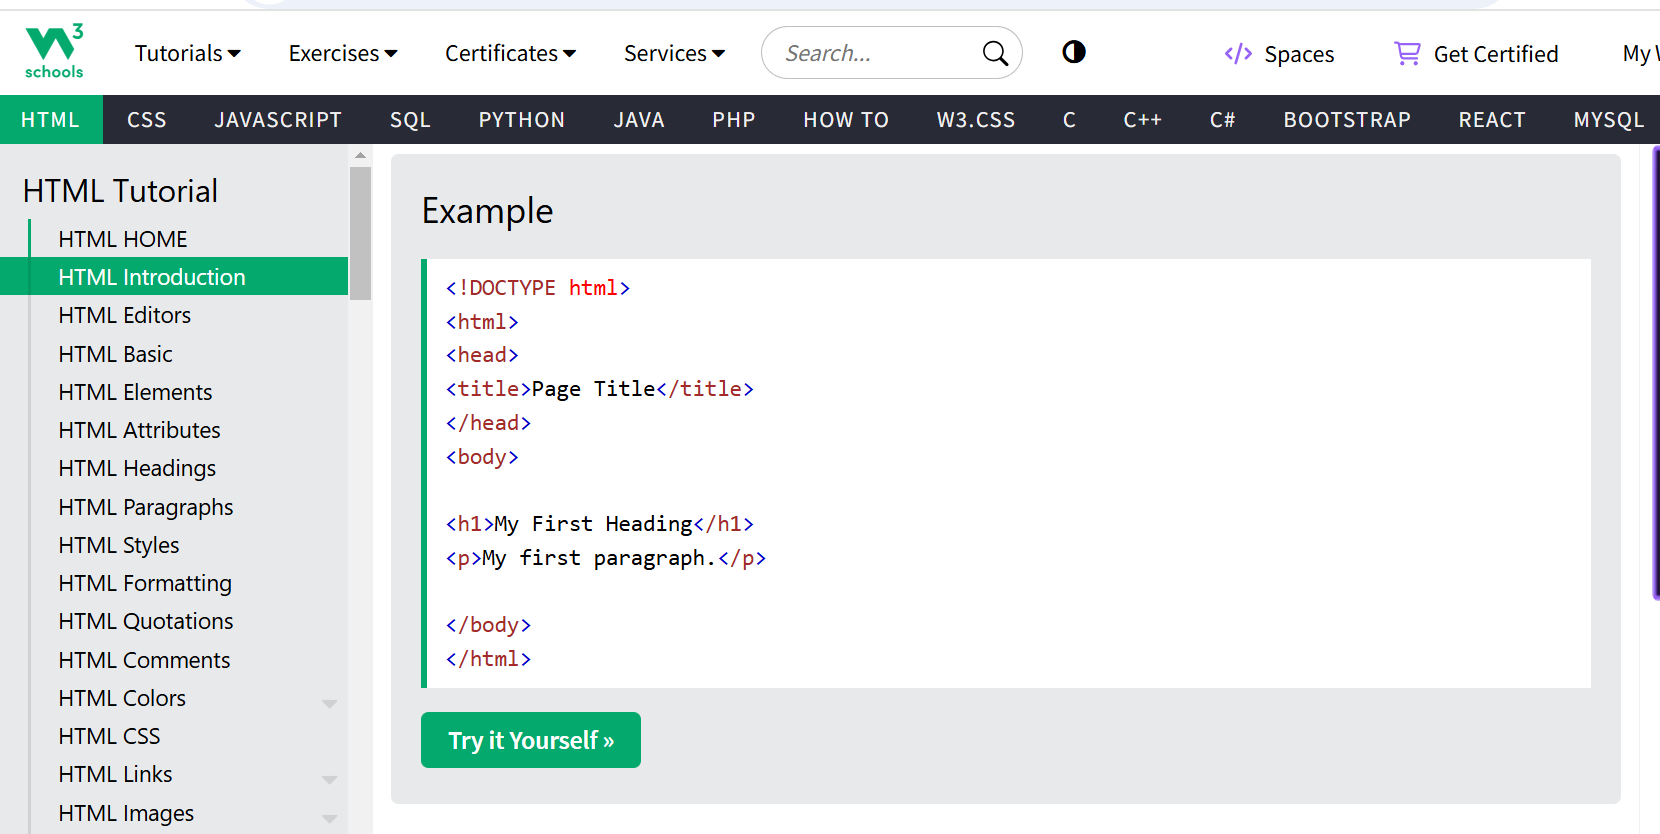 W3 schools
Tutorials Exercises Certificates Services Search... Spaces Get Certified My
HTML CSS JAVASCRIPT SQL PYTHON JAVA PHP HOW TO W3.CSS C C++ C# BOOTSTRAP REACT MYSQL
HTML Tutorial
HTML HOME
HTML Introduction
HTML Editors
HTML Basic
HTML Elements
HTML Attributes
HTML Headings
HTML Paragraphs
HTML Styles
HTML Formatting
HTML Quotations
HTML Comments
HTML Colors
HTML CSS
HTML Links
HTML Images
Example
<!DOCTYPE html>
<html>
<head>
<title>Page Title</title>
</head>
<body>
<h1>My First Heading</h1>
<p>My first paragraph.</p>
</body>
</html>
Try it Yourself »